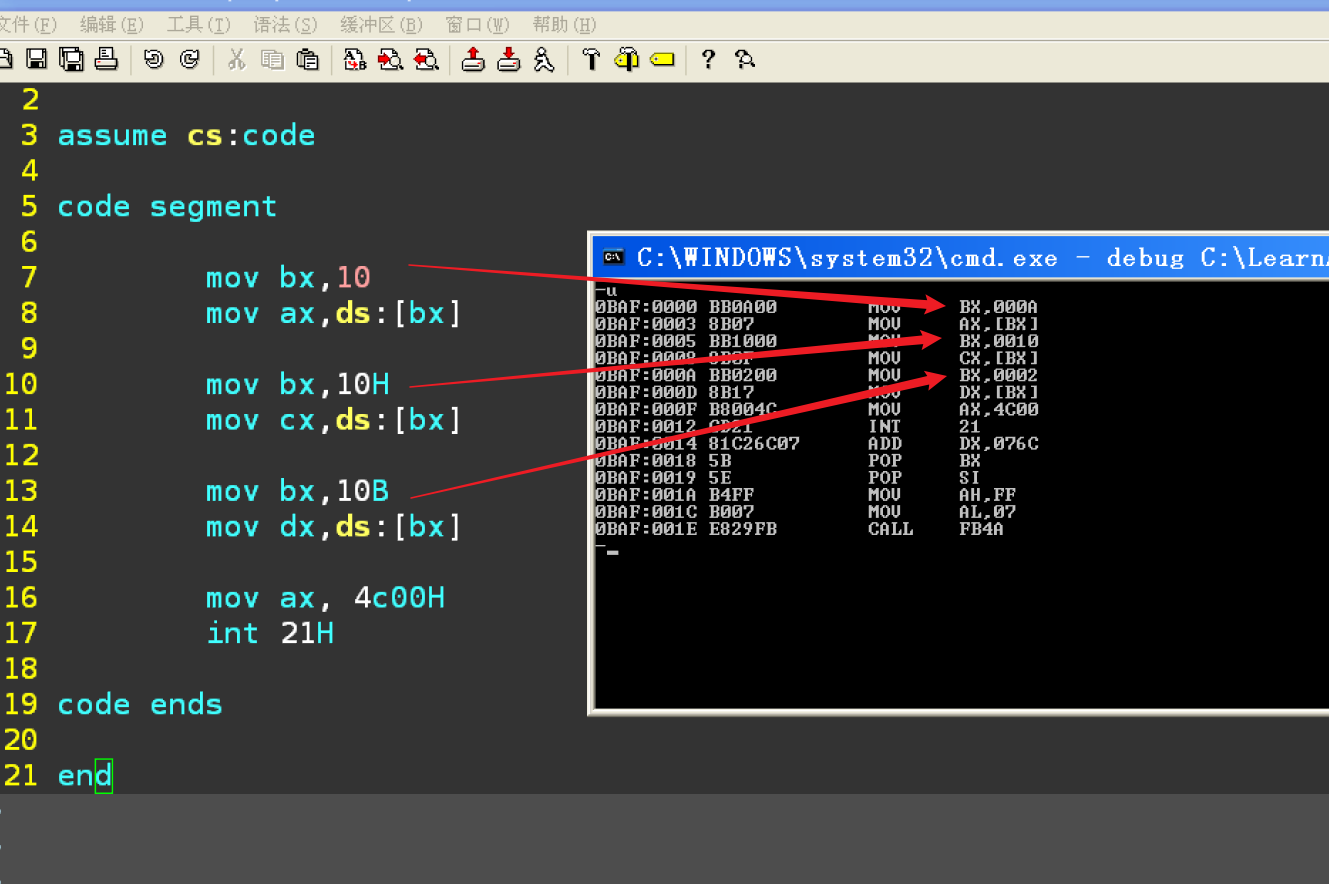 文件(F) 编辑(E) 工具(T) 语法(S) 缓冲区(B) 窗口(W) 帮助(H)
2
3 assume cs:code
4
5 code segment
6
7 mov bx,10
8 mov ax,ds:[bx]
9
10 mov bx,10H
11 mov cx,ds:[bx]
12
13 mov bx,10B
14 mov dx,ds:[bx]
15
16 mov ax, 4c00H
17 int 21H
18
19 code ends
20
21 end
C:\WINDOWS\system32\cmd.exe - debug C:\Learn
-u
0BAF:0000 BB0A00 MOV BX,000A
0BAF:0003 8B07 MOV AX,[BX]
0BAF:0005 BB1000 MOV BX,0010
0BAF:0008 8B0F MOV CX,[BX]
0BAF:000A BB0200 MOV BX,0002
0BAF:000D 8B17 MOV DX,[BX]
0BAF:000F B8004C MOV AX,4C00
0BAF:0012 CD21 INT 21
0BAF:0014 81C26C07 ADD DX,076C
0BAF:0018 5B POP BX
0BAF:0019 5E POP SI
0BAF:001A B4FF MOV AH,FF
0BAF:001C B007 MOV AL,07
0BAF:001E E829FB CALL FB4A
-_